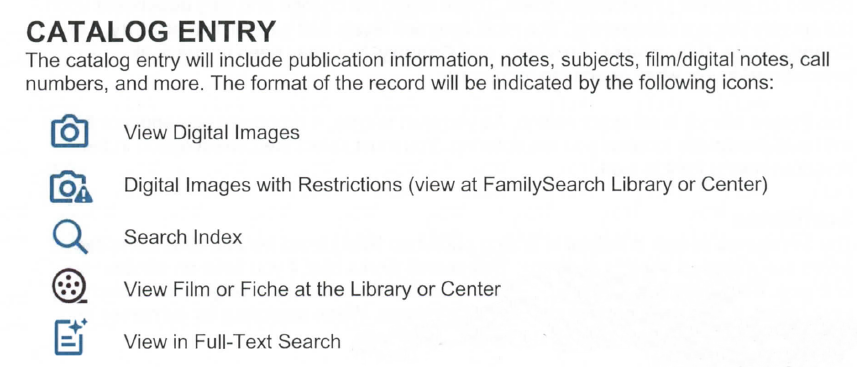 CATALOG ENTRY
The catalog entry will include publication information, notes, subjects, film/digital notes, call
numbers, and more. The format of the record will be indicated by the following icons:
View Digital Images
Digital Images with Restrictions (view at FamilySearch Library or Center)
Search Index
View Film or Fiche at the Library or Center
View in Full-Text Search